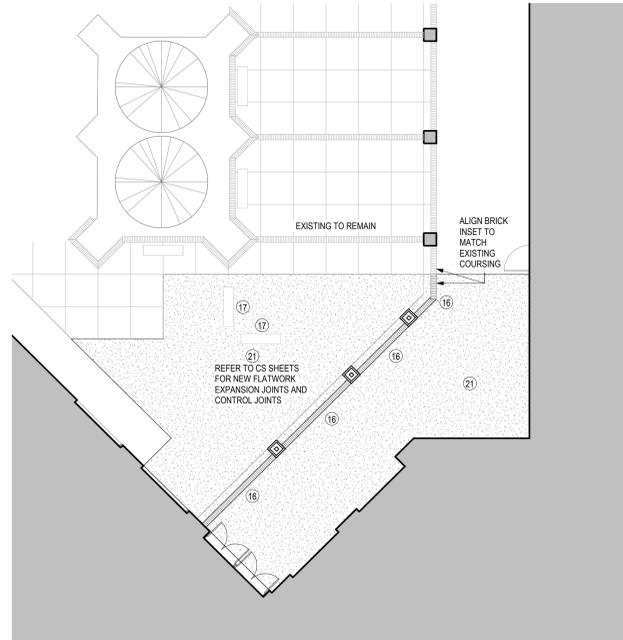 EXISTING TO REMAIN
ALIGN BRICK
INSET TO
MATCH
EXISTING
COURSING
16
17
17
16
21
REFER TO CS SHEETS
FOR NEW FLATWORK
EXPANSION JOINTS AND
CONTROL JOINTS
21
16
16